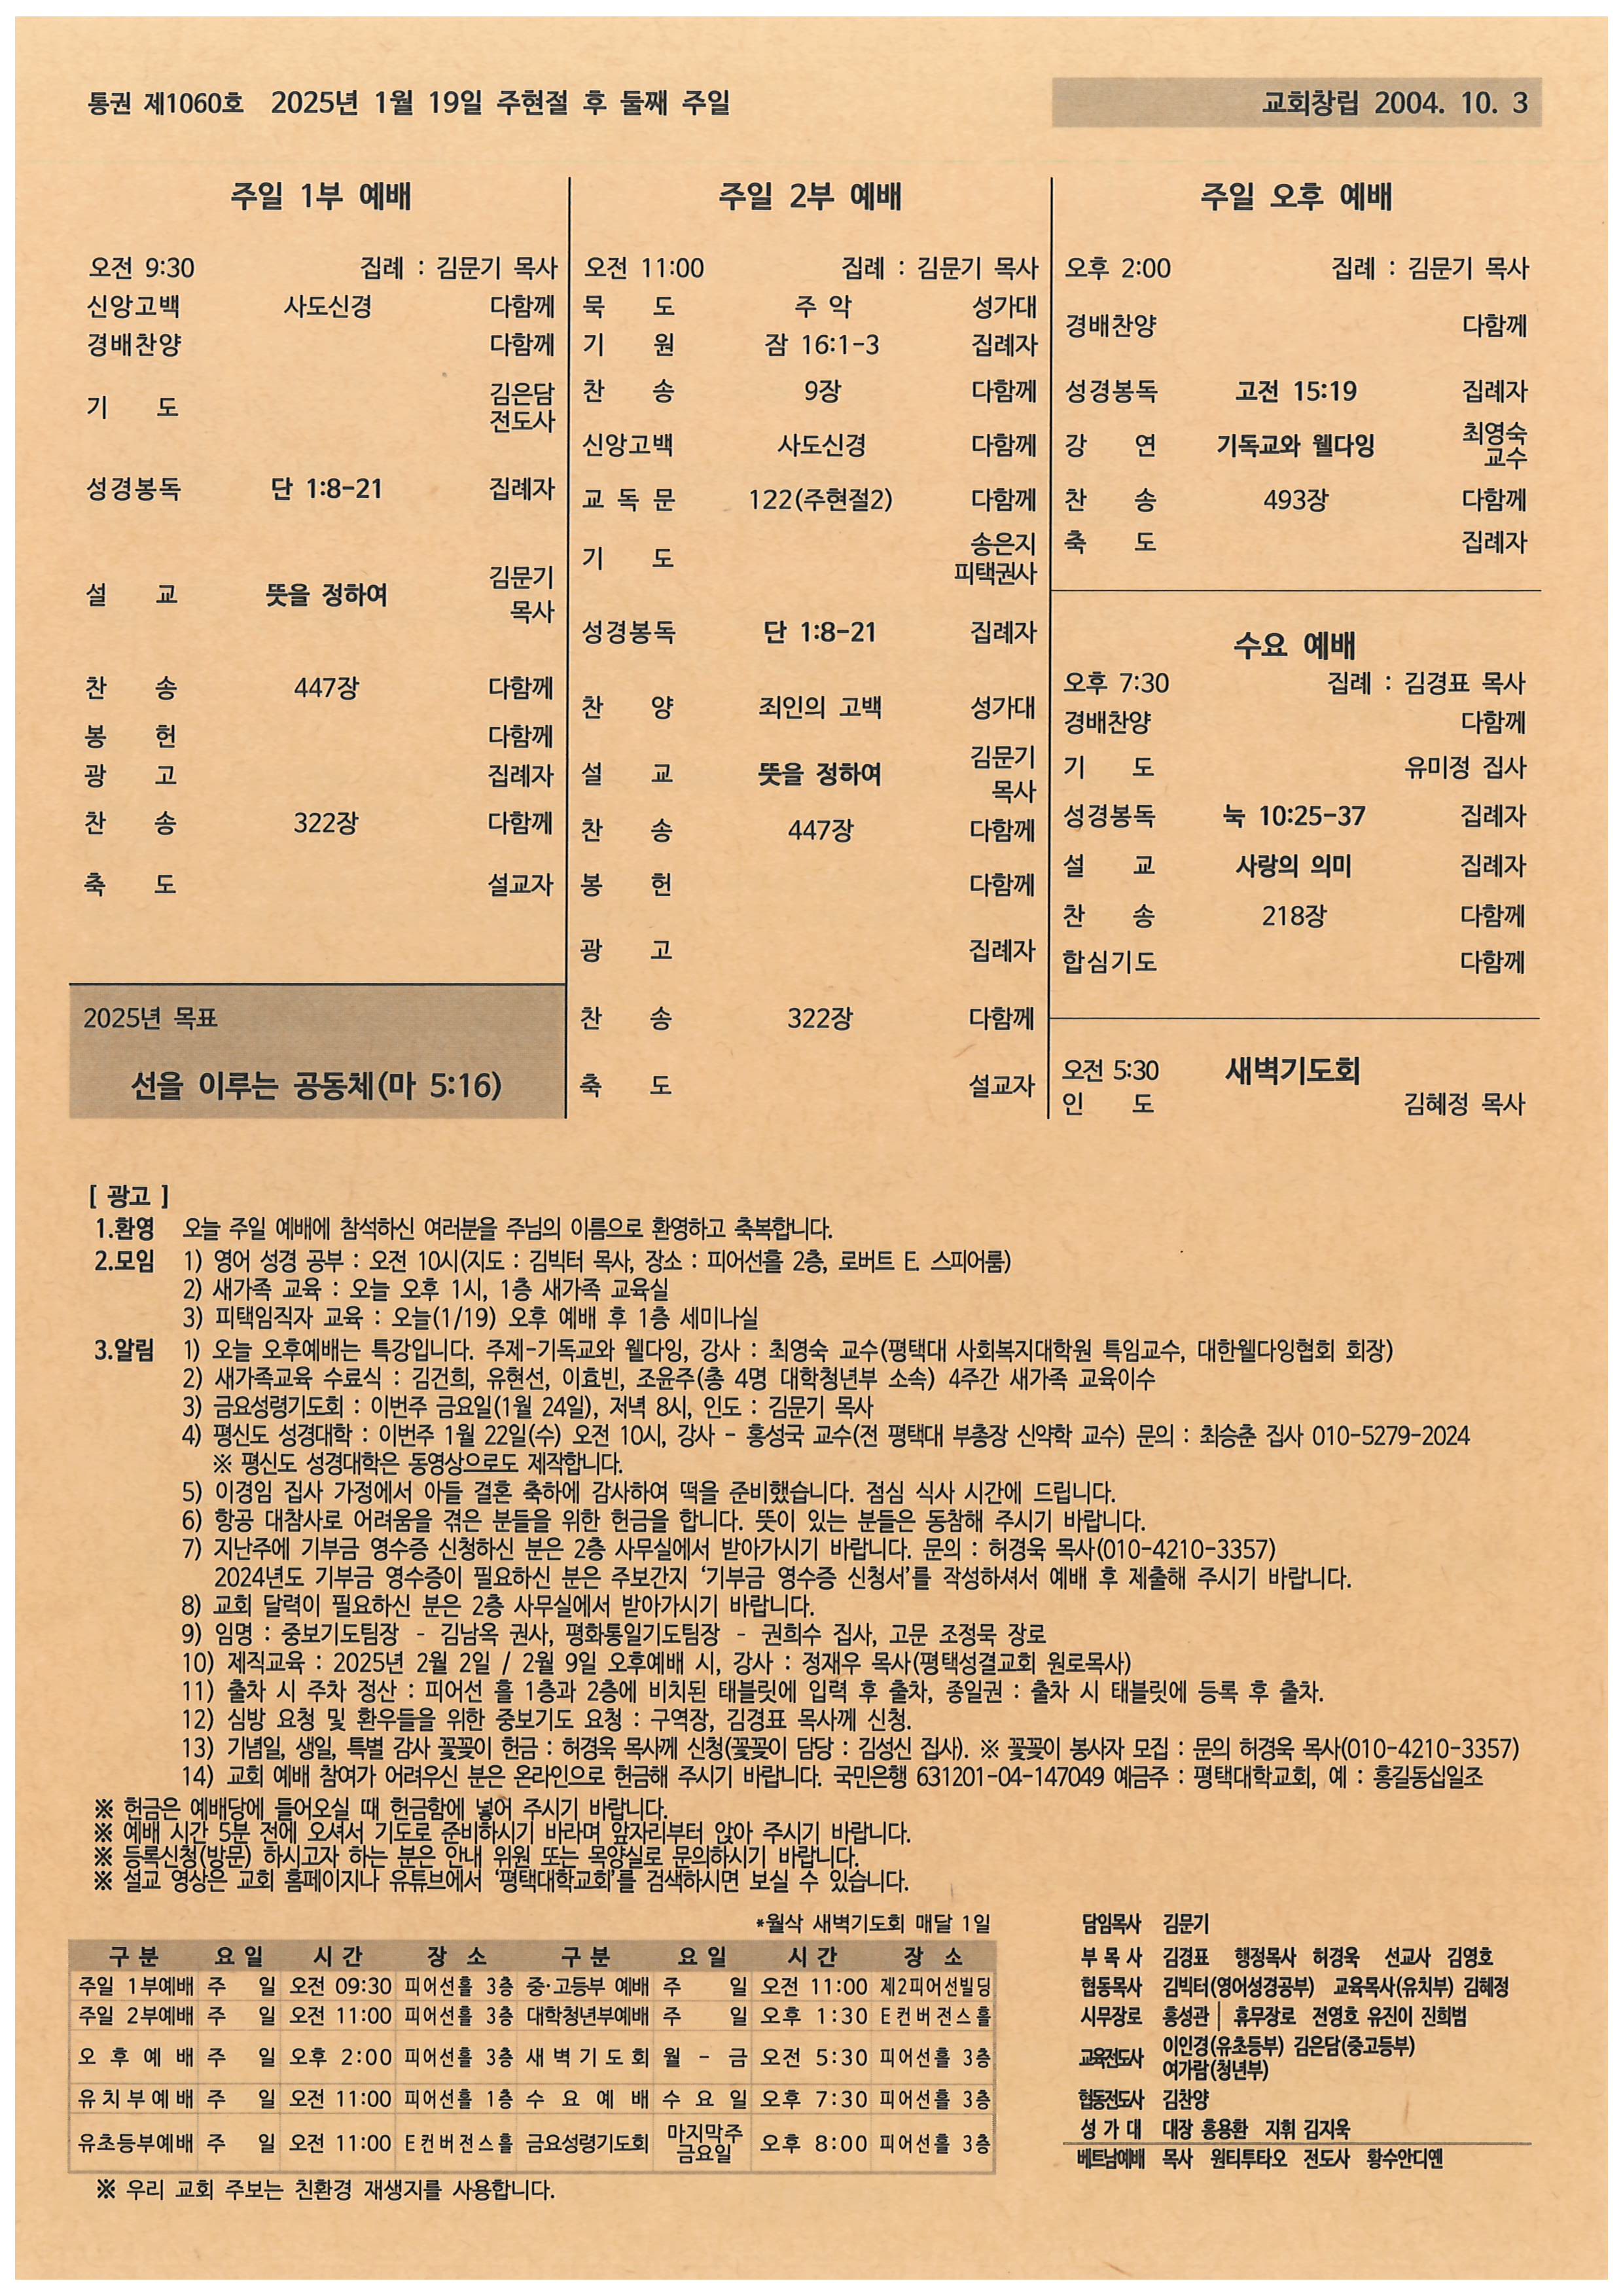 통권 제1060호 2025년 1월 19일 주현절 후 둘째 주일
교회창립 2004. 10. 3
주일 1부 예배
오전 9:30 집례 : 김문기 목사
신앙고백 사도신경 다함께
경배찬양 다함께
기 도 김은담 전도사
성경봉독 단 1:8-21 집례자
설 교 뜻을 정하여 김문기 목사
찬 송 447장 다함께
봉 헌 다함께
광 고 집례자
찬 송 322장 다함께
축 도 설교자
2025년 목표
선을 이루는 공동체(마 5:16)
주일 2부 예배
오전 11:00 집례 : 김문기 목사
묵 도 주 악 성가대
기 원 잠 16:1-3 집례자
찬 송 9장 다함께
신앙고백 사도신경 다함께
교 독 문 122(주현절2) 다함께
기 도 송은지 피택권사
성경봉독 단 1:8-21 집례자
찬 양 죄인의 고백 성가대
설 교 뜻을 정하여 김문기 목사
찬 송 447장 다함께
봉 헌 다함께
광 고 집례자
찬 송 322장 다함께
축 도 설교자
주일 오후 예배
오후 2:00 집례 : 김문기 목사
경배찬양 다함께
성경봉독 고전 15:19 집례자
강 연 기독교와 웰다잉 최영숙 교수
찬 송 493장 다함께
축 도 집례자
수요 예배
오후 7:30 집례 : 김경표 목사
경배찬양 다함께
기 도 유미정 집사
성경봉독 눅 10:25-37 집례자
설 교 사랑의 의미 집례자
찬 송 218장 다함께
합심기도 다함께
오전 5:30 새벽기도회
인 도 김혜정 목사
[ 광고 ]
1.환영 오늘 주일 예배에 참석하신 여러분을 주님의 이름으로 환영하고 축복합니다.
2.모임 1) 영어 성경 공부 : 오전 10시(지도 : 김빅터 목사, 장소 : 피어선홀 2층, 로버트 E. 스피어룸)
2) 새가족 교육 : 오늘 오후 1시, 1층 새가족 교육실
3) 피택임직자 교육 : 오늘(1/19) 오후 예배 후 1층 세미나실
3.알림 1) 오늘 오후예배는 특강입니다. 주제-기독교와 웰다잉, 강사 : 최영숙 교수(평택대 사회복지대학원 특임교수, 대한웰다잉협회 회장)
2) 새가족교육 수료식 : 김건희, 유현선, 이효빈, 조윤주(총 4명 대학청년부 소속) 4주간 새가족 교육이수
3) 금요성령기도회 : 이번주 금요일(1월 24일), 저녁 8시, 인도 : 김문기 목사
4) 평신도 성경대학 : 이번주 1월 22일(수) 오전 10시, 강사 - 홍성국 교수(전 평택대 부총장 신약학 교수) 문의 : 최승춘 집사 010-5279-2024
※ 평신도 성경대학은 동영상으로도 제작합니다.
5) 이경임 집사 가정에서 아들 결혼 축하에 감사하여 떡을 준비했습니다. 점심 식사 시간에 드립니다.
6) 항공 대참사로 어려움을 겪은 분들을 위한 헌금을 합니다. 뜻이 있는 분들은 동참해 주시기 바랍니다.
7) 지난주에 기부금 영수증 신청하신 분은 2층 사무실에서 받아가시기 바랍니다. 문의 : 허경욱 목사(010-4210-3357)
2024년도 기부금 영수증이 필요하신 분은 주보간지 ‘기부금 영수증 신청서’를 작성하셔서 예배 후 제출해 주시기 바랍니다.
8) 교회 달력이 필요하신 분은 2층 사무실에서 받아가시기 바랍니다.
9) 임명 : 중보기도팀장 - 김남옥 권사, 평화통일기도팀장 - 권희수 집사, 고문 조정묵 장로
10) 제직교육 : 2025년 2월 2일 / 2월 9일 오후예배 시, 강사 : 정재우 목사(평택성결교회 원로목사)
11) 출차 시 주차 정산 : 피어선 홀 1층과 2층에 비치된 태블릿에 입력 후 출차, 종일권 : 출차 시 태블릿에 등록 후 출차.
12) 심방 요청 및 환우들을 위한 중보기도 요청 : 구역장, 김경표 목사께 신청.
13) 기념일, 생일, 특별 감사 꽃꽂이 헌금 : 허경욱 목사께 신청(꽃꽂이 담당 : 김성신 집사). ※ 꽃꽂이 봉사자 모집 : 문의 허경욱 목사(010-4210-3357)
14) 교회 예배 참여가 어려우신 분은 온라인으로 헌금해 주시기 바랍니다. 국민은행 631201-04-147049 예금주 : 평택대학교회, 예 : 홍길동십일조
※ 헌금은 예배당에 들어오실 때 헌금함에 넣어 주시기 바랍니다.
※ 예배 시간 5분 전에 오셔서 기도로 준비하시기 바라며 앞자리부터 앉아 주시기 바랍니다.
※ 등록신청(방문) 하시고자 하는 분은 안내 위원 또는 목양실로 문의하시기 바랍니다.
※ 설교 영상은 교회 홈페이지나 유튜브에서 ‘평택대학교회’를 검색하시면 보실 수 있습니다.
*월삭 새벽기도회 매달 1일
구 분 요 일 시 간 장 소 구 분 요 일 시 간 장 소
주일 1부예배 주 일 오전 09:30 피어선홀 3층 중·고등부 예배 주 일 오전 11:00 제2피어선빌딩
주일 2부예배 주 일 오전 11:00 피어선홀 3층 대학청년부예배 주 일 오후 1:30 E컨버전스홀
오 후 예 배 주 일 오후 2:00 피어선홀 3층 새벽기도회 월 - 금 오전 5:30 피어선홀 3층
유치부예배 주 일 오전 11:00 피어선홀 1층 수 요 예 배 수 요 일 오후 7:30 피어선홀 3층
유초등부예배 주 일 오전 11:00 E컨버전스홀 금요성령기도회 마지막주 금요일 오후 8:00 피어선홀 3층
※ 우리 교회 주보는 친환경 재생지를 사용합니다.
담임목사 김문기
부 목 사 김경표 행정목사 허경욱 선교사 김영호
협동목사 김빅터(영어성경공부) 교육목사(유치부) 김혜정
시무장로 홍성관 | 휴무장로 전영호 유진이 진희범
교육전도사 이인경(유초등부) 김은담(중고등부)
여가람(청년부)
협동전도사 김찬양
성 가 대 대장 홍용환 지휘 김지욱
베트남예배 목사 원티투타오 전도사 황수안디엔